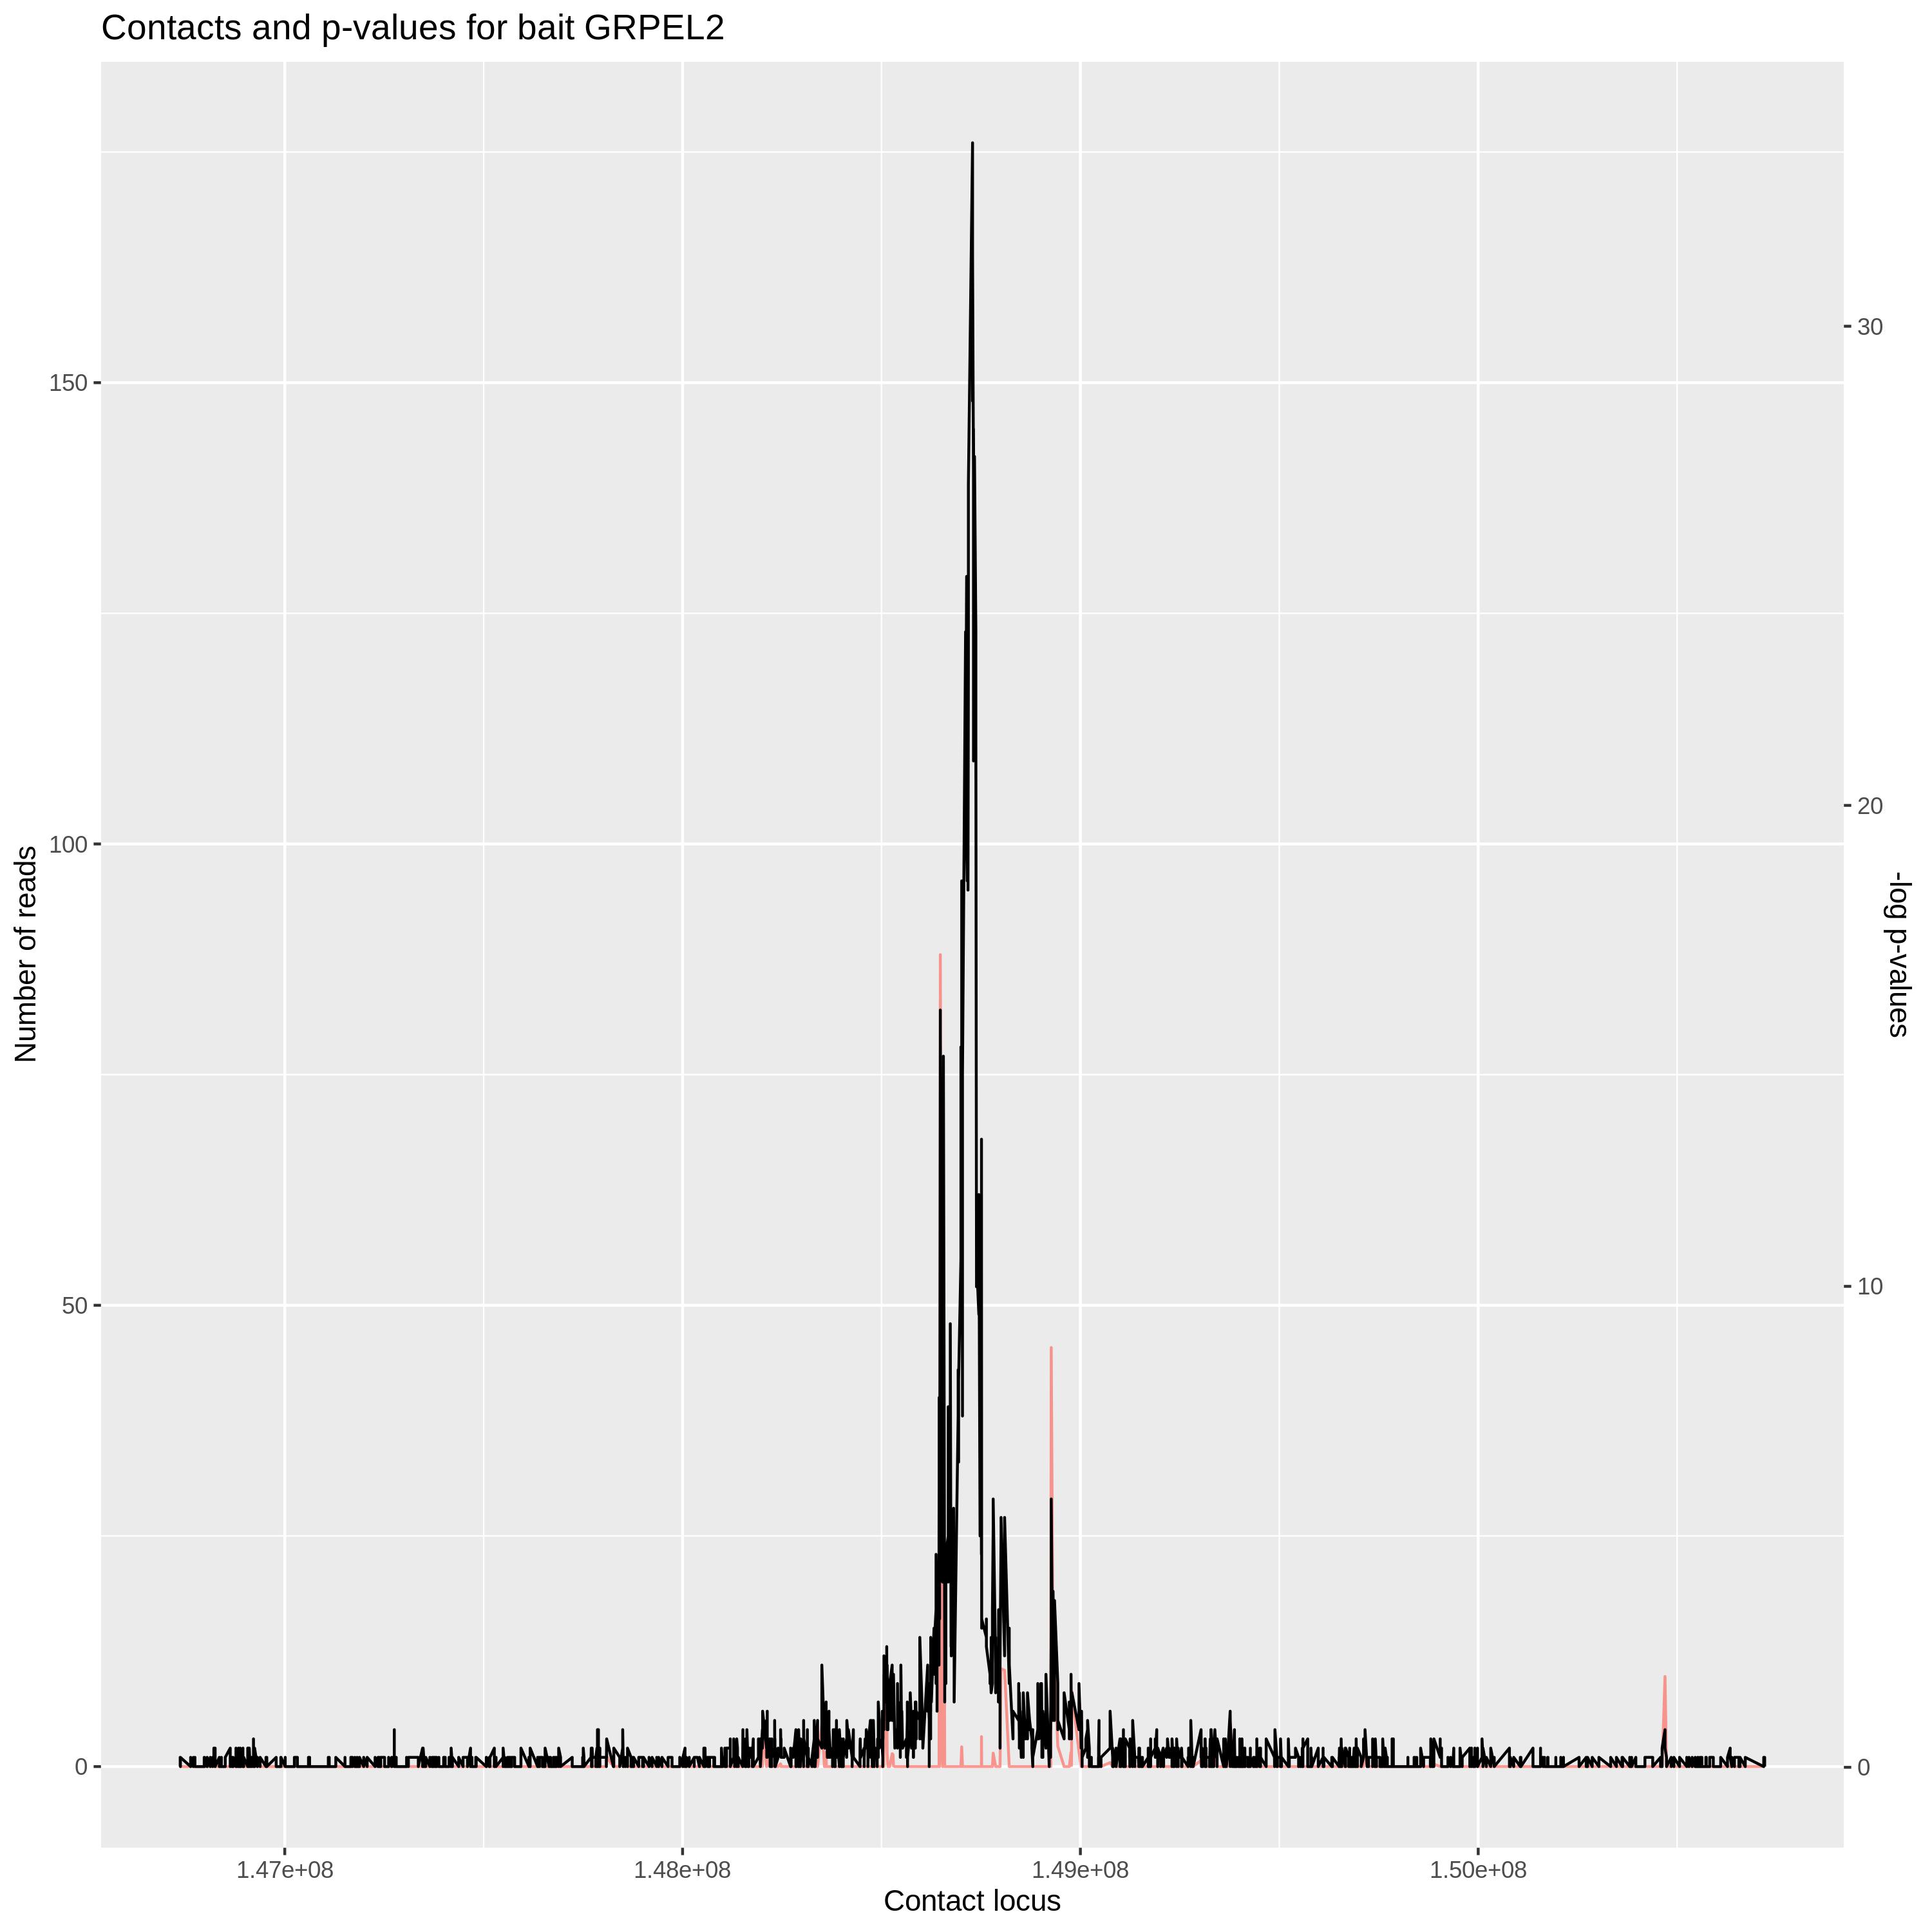 Contacts and p-values for bait GRPEL2
Number of reads
150
100
50
0
30
20
10
0
-log p-values
1.47e+08
1.48e+08
1.49e+08
1.50e+08
Contact locus